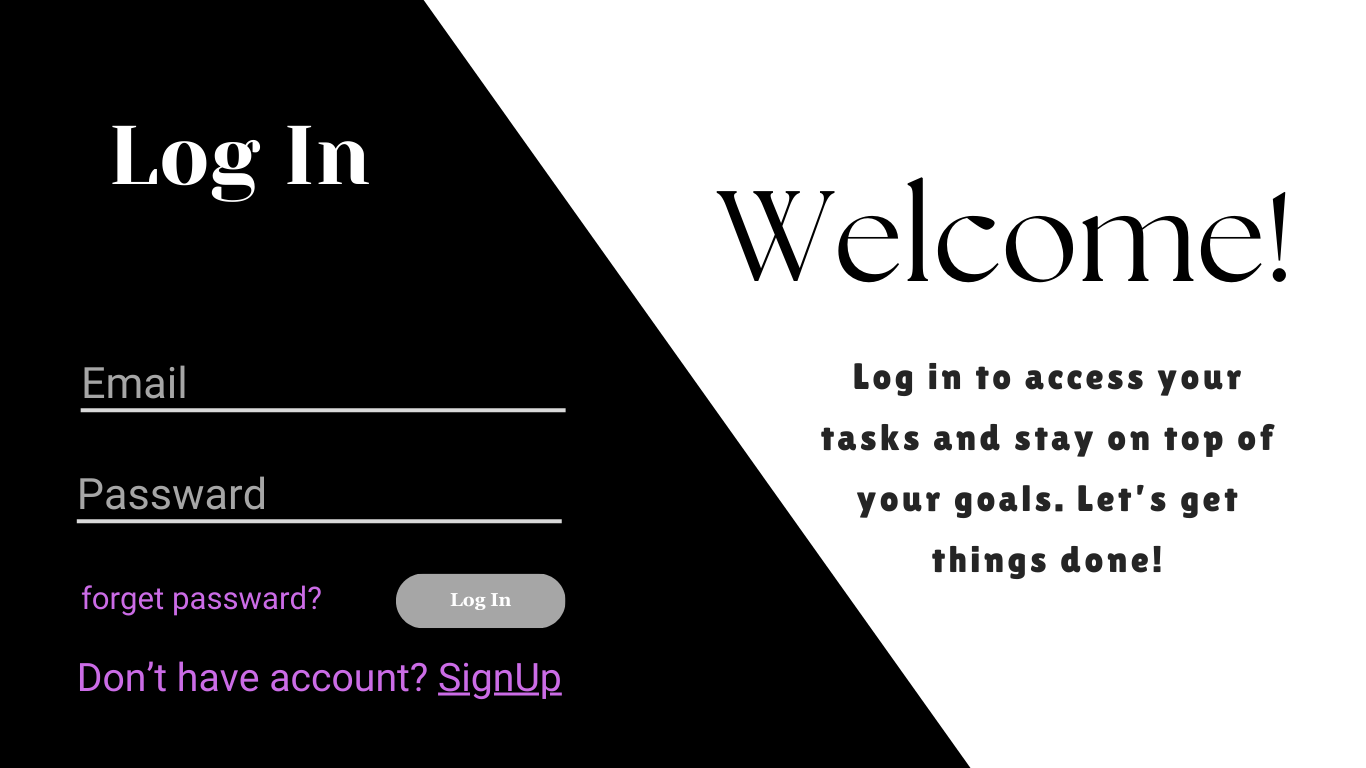 Log In
Email
Passward
forget passward?
Log In
Don’t have account? SignUp
Welcome!
Log in to access your
tasks and stay on top of
your goals. Let’s get
things done!